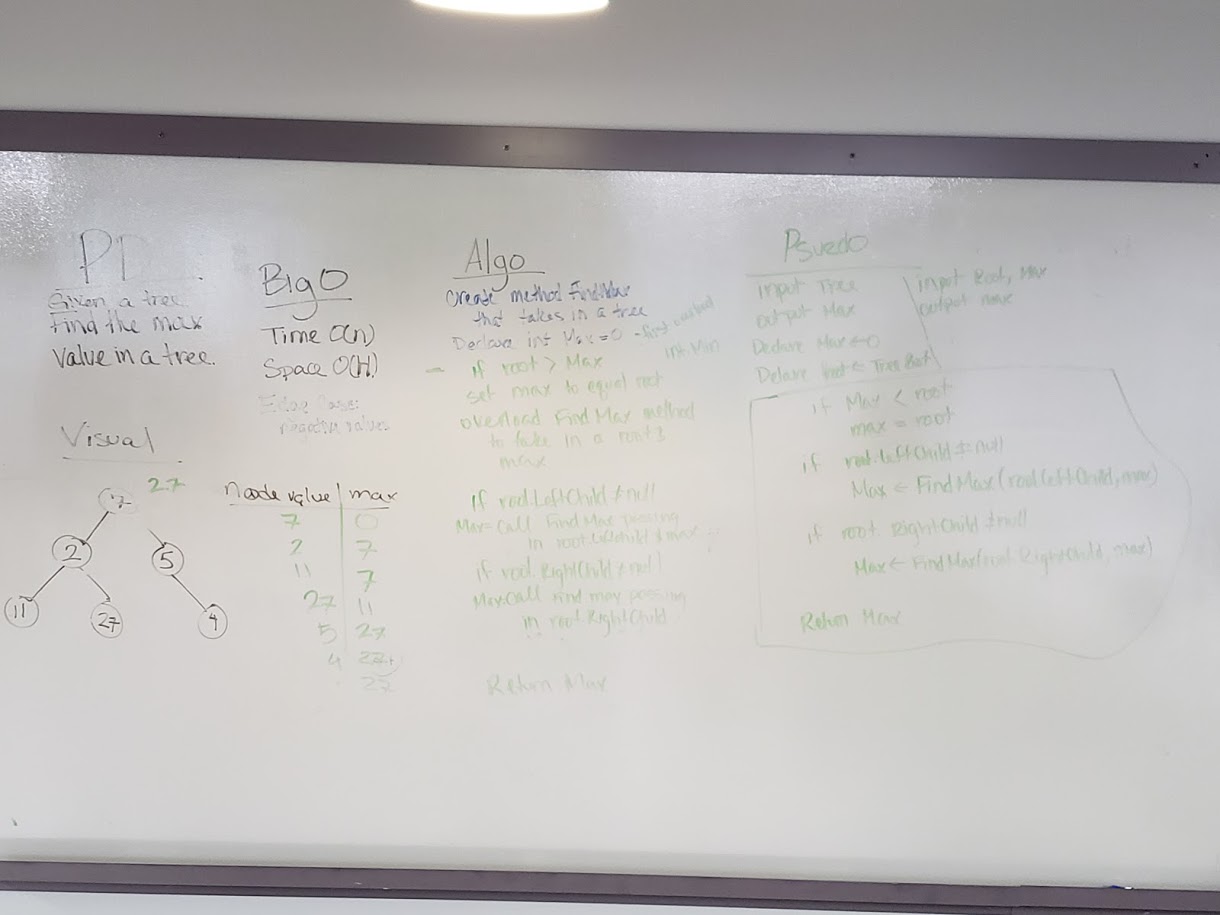 PD
Given a tree
Find the max
value in a tree.
Visual
27
7
2
5
11
27
4
Big O
Time O(n)
Space O(H)
Edge Case:
negative values
node value | max
7 0
2 7
11 7
27 11
5 27
4 27
27
Algo
Create method FindMax
that takes in a tree
Declare int Max = 0 - first
int.Min
if root > Max
set max to equal root
overload Find Max method
to take in a root &
max
if root.LeftChild ≠ null
Max = Call Find Max passing
in root.LeftChild & max
if root.RightChild ≠ null
Max call find max passing
in root.RightChild
Return Max
Psuedo
input Tree
output Max
Declare Max ← 0
Delare Root ← Tree Root
input Root, Max
output max
if Max < root
max = root
if root.leftChild ≠ null
Max ← FindMax(root.leftChild, max)
if root. RightChild ≠ null
Max ← FindMax(root.RightChild, max)
Return Max